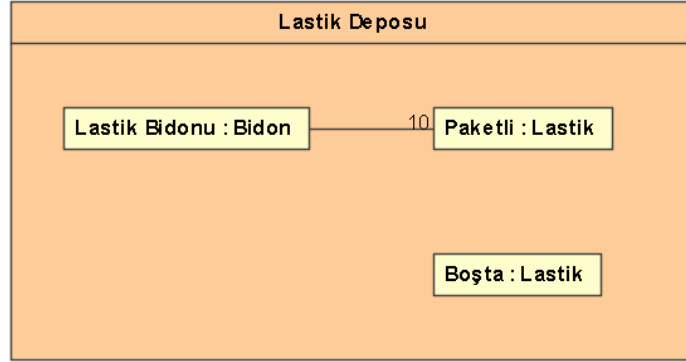 Lastik Deposu
Lastik Bidonu : Bidon
10
Paketli : Lastik
Boşta : Lastik